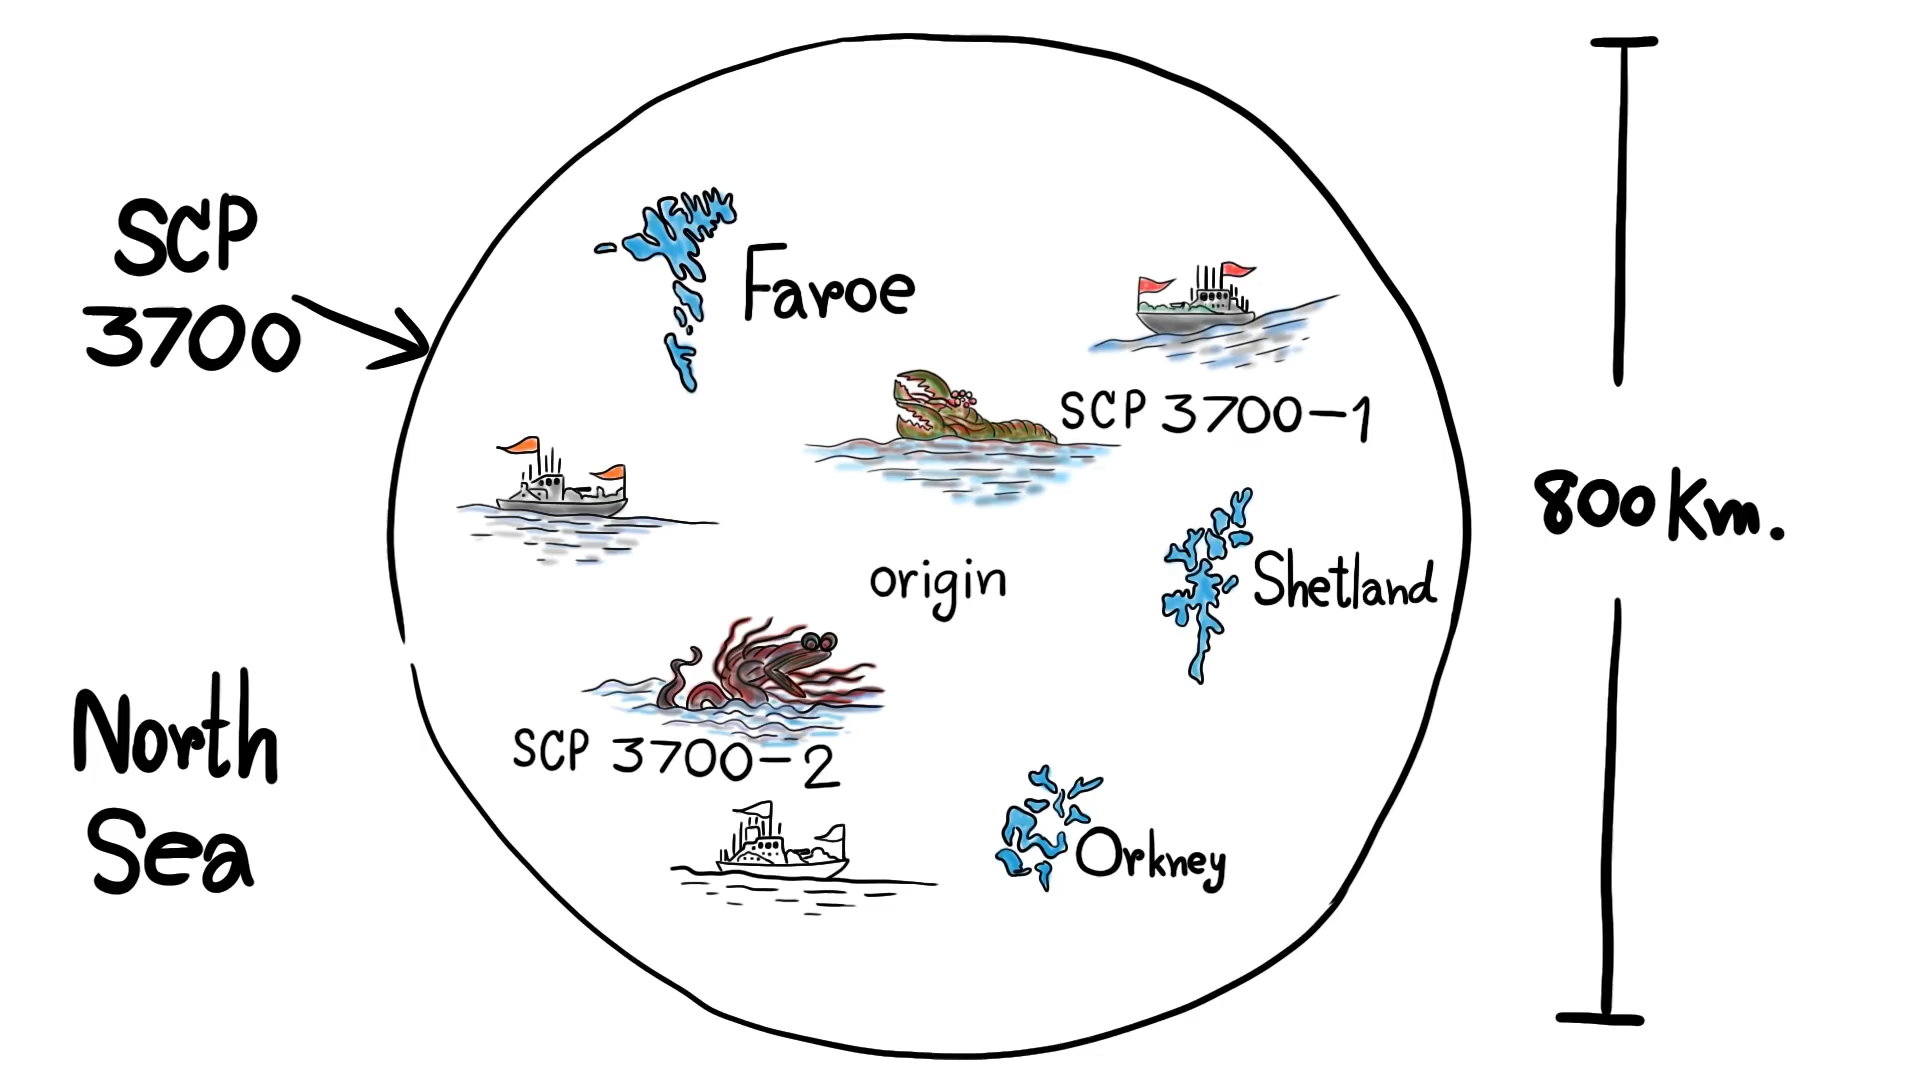 SCP
3700
North
Sea
Faroe
SCP 3700-1
origin
Shetland
SCP 3700-2
Orkney
800 Km.